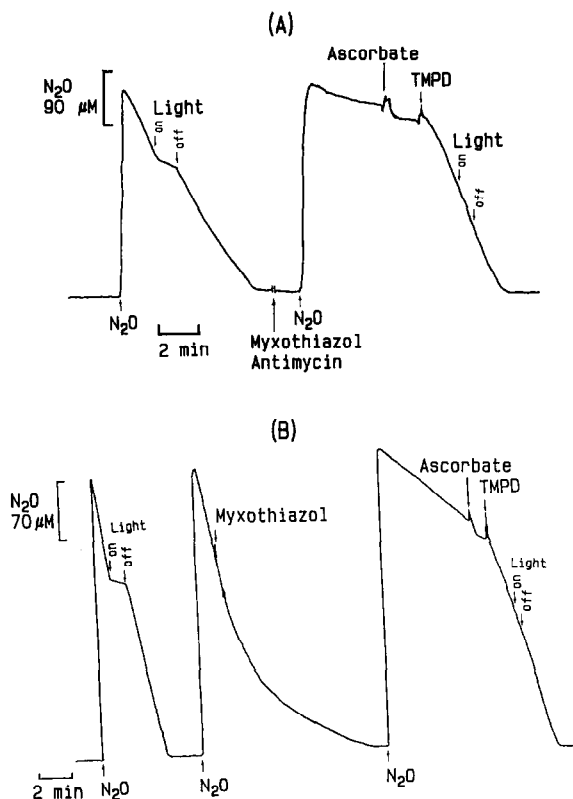 (A)
Ascorbate
TMPD
N₂O
90 μM
Light
on
off
Light
on
off
N₂O
N₂O
2 min
Myxothiazol
Antimycin
(B)
Ascorbate
TMPD
N₂O
70 μM
Light
on
off
Myxothiazol
Light
on
off
2 min
N₂O
N₂O
N₂O